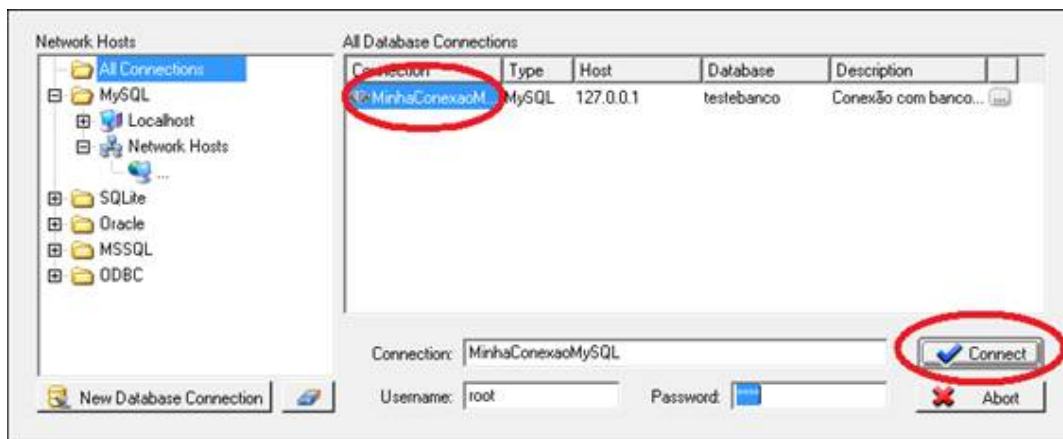 Network Hosts
All Connections
MySQL
Localhost
Network Hosts
...
SQLite
Oracle
MSSQL
ODBC
New Database Connection
All Database Connections
Connection Type Host Database Description
MinhaConexaoM... MySQL 127.0.0.1 testebanco Conexão com banco... ...
Connection: MinhaConexaoMySQL
Connect
Username: root Password: ****
Abort